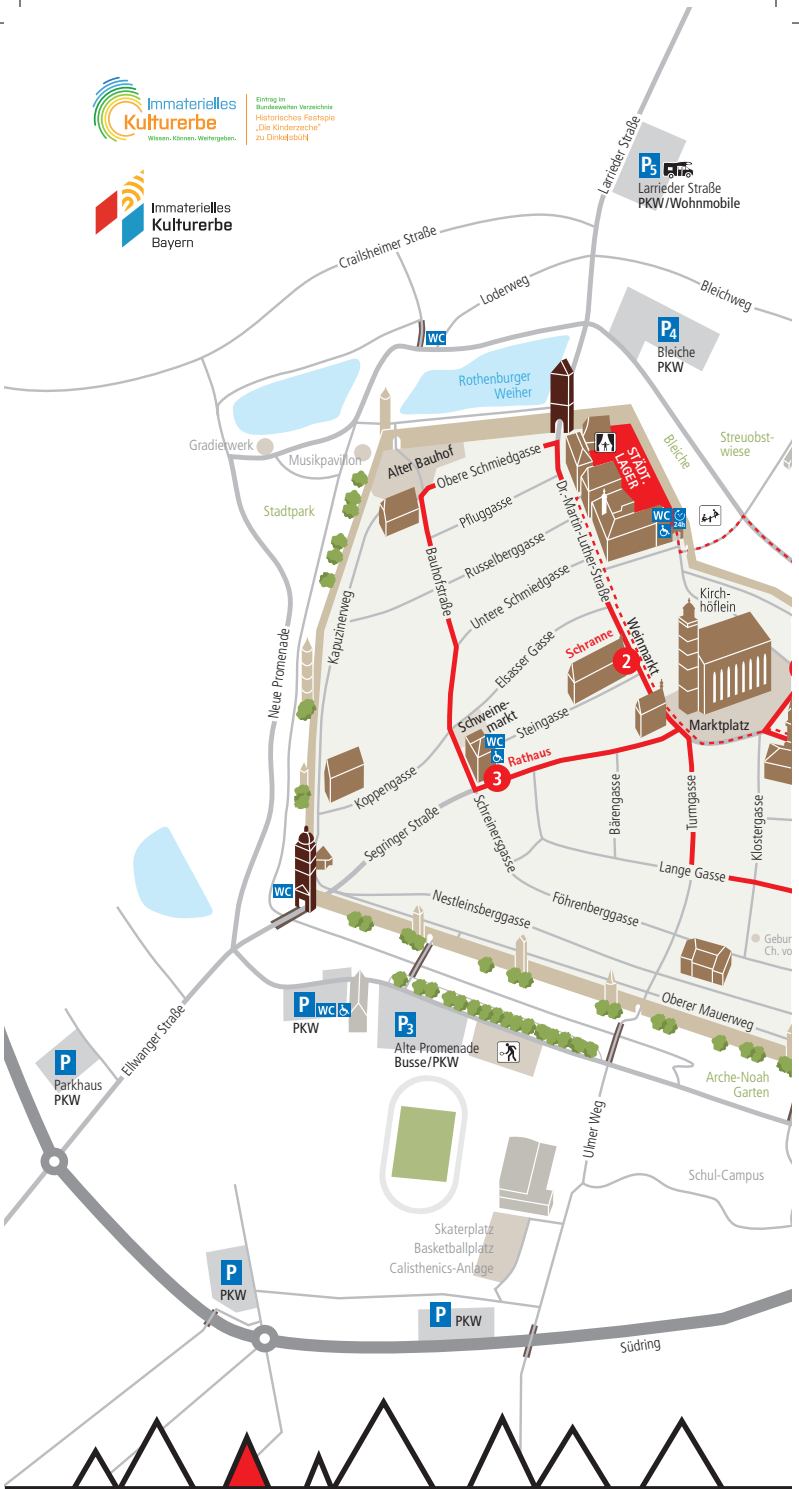 Immaterielles
Kulturerbe
Wissen. Können. Weitergeben.
Eintrag im
Bundesweiten Verzeichnis
Historisches Festspiel
„Die Kinderzeche“
zu Dinkelsbühl
Immaterielles
Kulturerbe
Bayern
Larrieder Straße
P5
Larrieder Straße
PKW/Wohnmobile
Crailsheimer Straße
Loderweg
Bleichweg
WC
P4
Bleiche
PKW
Rothenburger
Weiher
Gradierwerk
Musikpavillon
Alter Bauhof
Obere Schmiedgasse
STÄDT.
LAGER
Bleiche
Streuobst-
wiese
Stadtpark
Pfluggasse
Dr.-Martin-Luther-Straße
WC
24h
Russelberggasse
Bauhofstraße
Untere Schmiedgasse
Kapuzinerweg
Kirch-
höflein
Neue Promenade
Elsasser Gasse
Schranne
Weinmarkt
2
Schweine-
markt
Steingasse
Marktplatz
WC
Rathaus
3
Koppengasse
Segringer Straße
Schreinersgasse
Bärengasse
Turmgasse
Klostergasse
Lange Gasse
WC
Nestleinsberggasse
Föhrenberggasse
Gebur
Ch. vo
Oberer Mauerweg
Ellwanger Straße
P
WC
PKW
P3
Alte Promenade
Busse/PKW
P
Parkhaus
PKW
Arche-Noah
Garten
Ulmer Weg
Schul-Campus
Skaterplatz
Basketballplatz
Calisthenics-Anlage
P
PKW
P
PKW
Südring